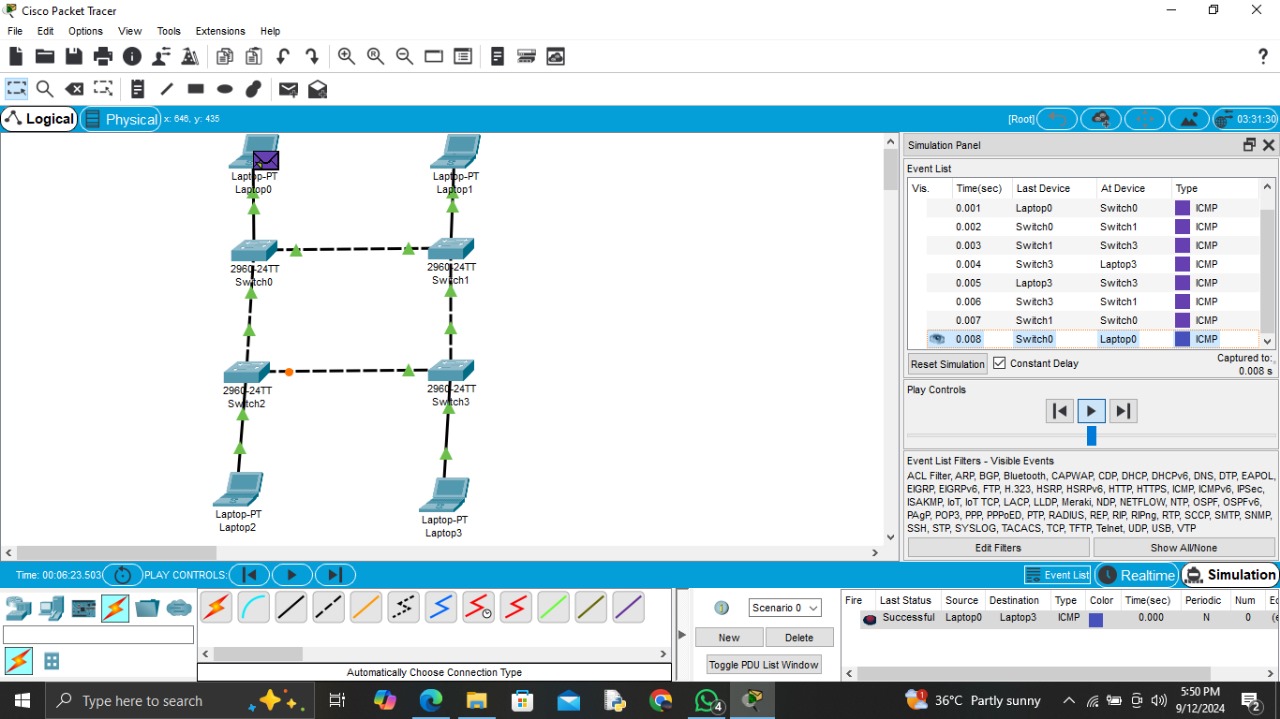 Cisco Packet Tracer
File Edit Options View Tools Extensions Help
Logical Physical x: 646, y: 435 [Root] 03:31:30
Laptop-PT
Laptop0
Laptop-PT
Laptop1
2960-24TT
Switch0
2960-24TT
Switch1
2960-24TT
Switch2
2960-24TT
Switch3
Laptop-PT
Laptop2
Laptop-PT
Laptop3
Simulation Panel
Event List
Vis. Time(sec) Last Device At Device Type
0.001 Laptop0 Switch0 ICMP
0.002 Switch0 Switch1 ICMP
0.003 Switch1 Switch3 ICMP
0.004 Switch3 Laptop3 ICMP
0.005 Laptop3 Switch3 ICMP
0.006 Switch3 Switch1 ICMP
0.007 Switch1 Switch0 ICMP
0.008 Switch0 Laptop0 ICMP
Reset Simulation Constant Delay Captured to:
0.008 s
Play Controls
Event List Filters - Visible Events
ACL Filter, ARP, BGP, Bluetooth, CAPWAP, CDP, DHCP, DHCPv6, DNS, DTP, EAPOL,
EIGRP, EIGRPv6, FTP, H.323, HSRP, HSRPv6, HTTP, HTTPS, ICMP, ICMPv6, IPSec,
ISAKMP, IoT, IoT TCP, LACP, LLDP, Meraki, NDP, NETFLOW, NTP, OSPF, OSPFv6,
PAgP, POP3, PPP, PPPoED, PTP, RADIUS, REP, RIP, RIPng, RTP, SCCP, SMTP, SNMP,
SSH, STP, SYSLOG, TACACS, TCP, TFTP, Telnet, UDP, USB, VTP
Edit Filters Show All/None
Time: 00:06:23.503 PLAY CONTROLS: Event List Realtime Simulation
Scenario 0
New Delete
Toggle PDU List Window
Automatically Choose Connection Type
Fire Last Status Source Destination Type Color Time(sec) Periodic Num Ec
Successful Laptop0 Laptop3 ICMP 0.000 N 0 (e
Type here to search 4 1 36°C Partly sunny 5:50 PM
9/12/2024 2